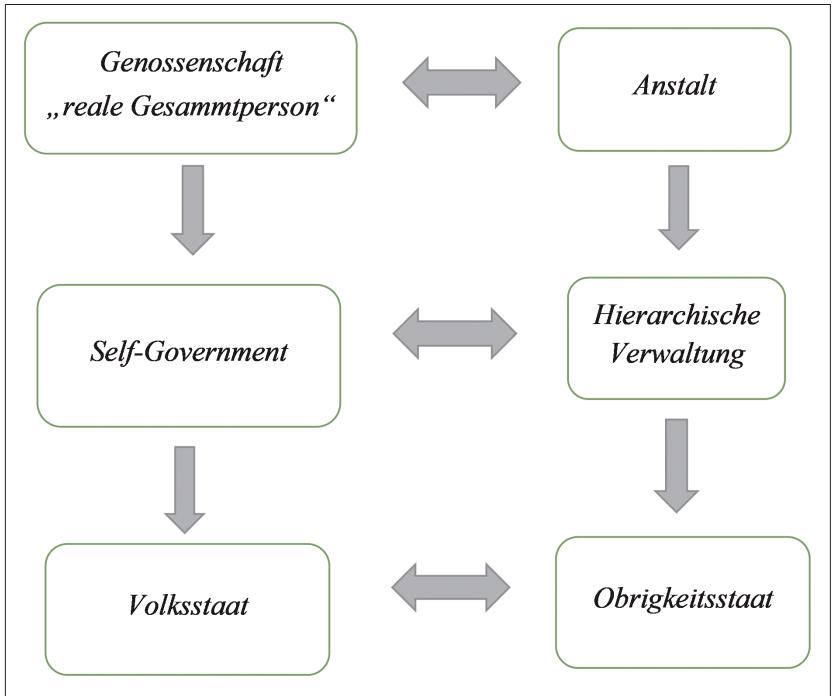 Genossenschaft
„reale Gesammtperson“
Anstalt
Self-Government
Hierarchische
Verwaltung
Volksstaat
Obrigkeitsstaat